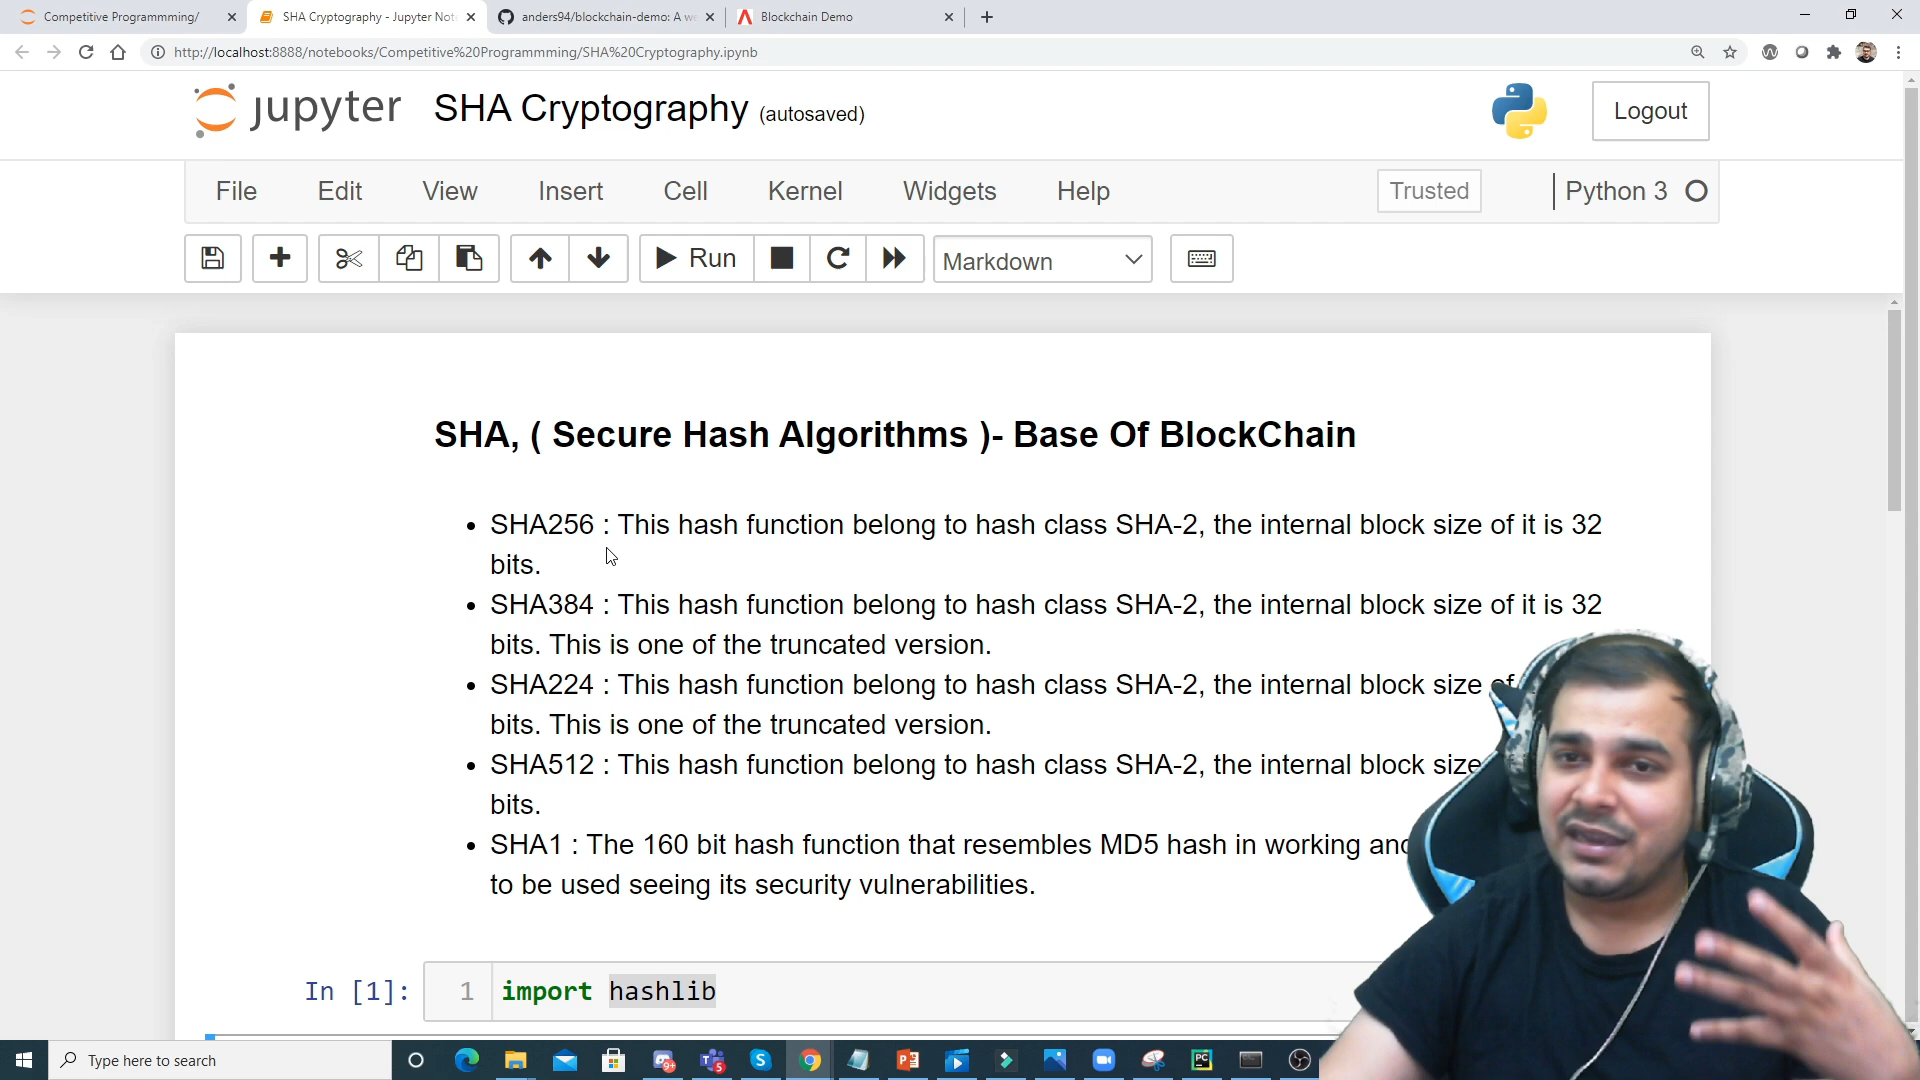 Competitive Programmming/
SHA Cryptography - Jupyter Not
anders94/blockchain-demo: A we
Blockchain Demo
http://localhost:8888/notebooks/Competitive%20Programmming/SHA%20Cryptography.ipynb
jupyter SHA Cryptography (autosaved)
Logout
File Edit View Insert Cell Kernel Widgets Help
Trusted
Python 3
Run
Markdown
SHA, ( Secure Hash Algorithms )- Base Of BlockChain
• SHA256 : This hash function belong to hash class SHA-2, the internal block size of it is 32
bits.
• SHA384 : This hash function belong to hash class SHA-2, the internal block size of it is 32
bits. This is one of the truncated version.
• SHA224 : This hash function belong to hash class SHA-2, the internal block size of
bits. This is one of the truncated version.
• SHA512 : This hash function belong to hash class SHA-2, the internal block size
bits.
• SHA1 : The 160 bit hash function that resembles MD5 hash in working and
to be used seeing its security vulnerabilities.
In [1]: 1 import hashlib
Type here to search